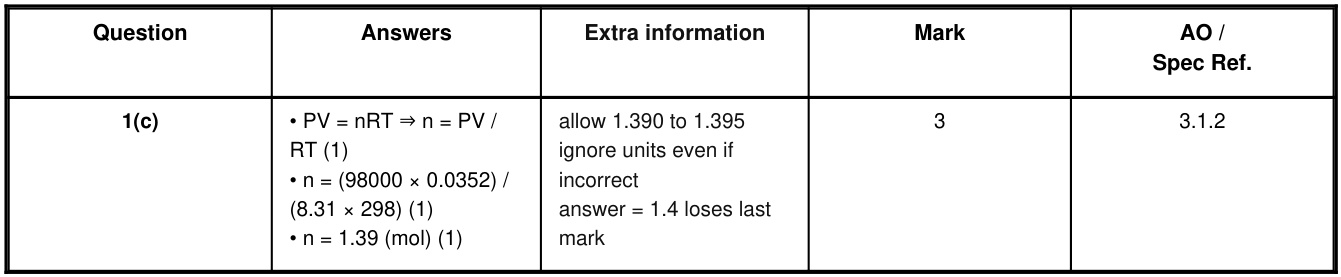 Question Answers Extra information Mark AO /
Spec Ref.
1(c)
• PV = nRT ⇒ n = PV /
RT (1)
• n = (98000 × 0.0352) /
(8.31 × 298) (1)
• n = 1.39 (mol) (1)
allow 1.390 to 1.395
ignore units even if
incorrect
answer = 1.4 loses last
mark
3
3.1.2